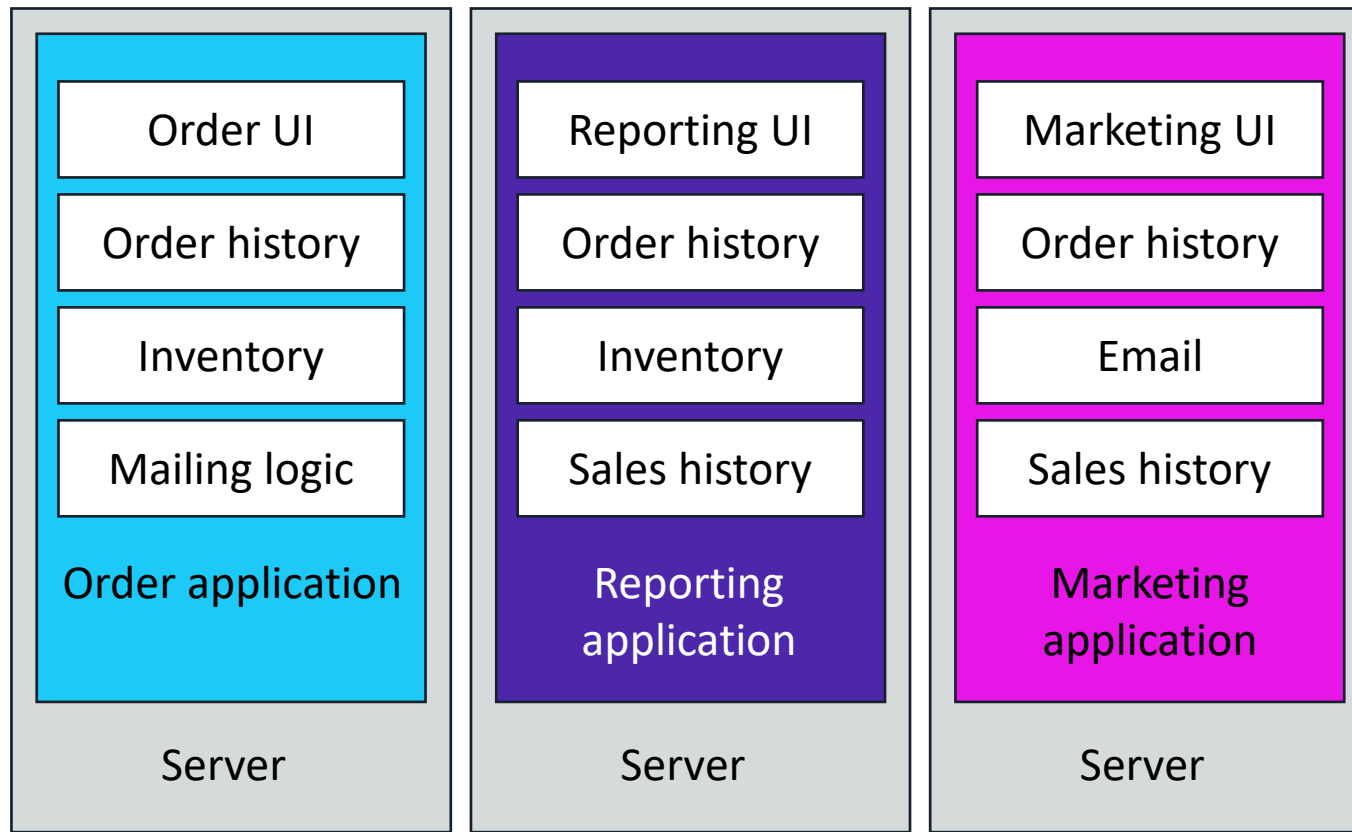 Order UI
Order history
Inventory
Mailing logic
Order application
Server
Reporting UI
Order history
Inventory
Sales history
Reporting
application
Server
Marketing UI
Order history
Email
Sales history
Marketing
application
Server